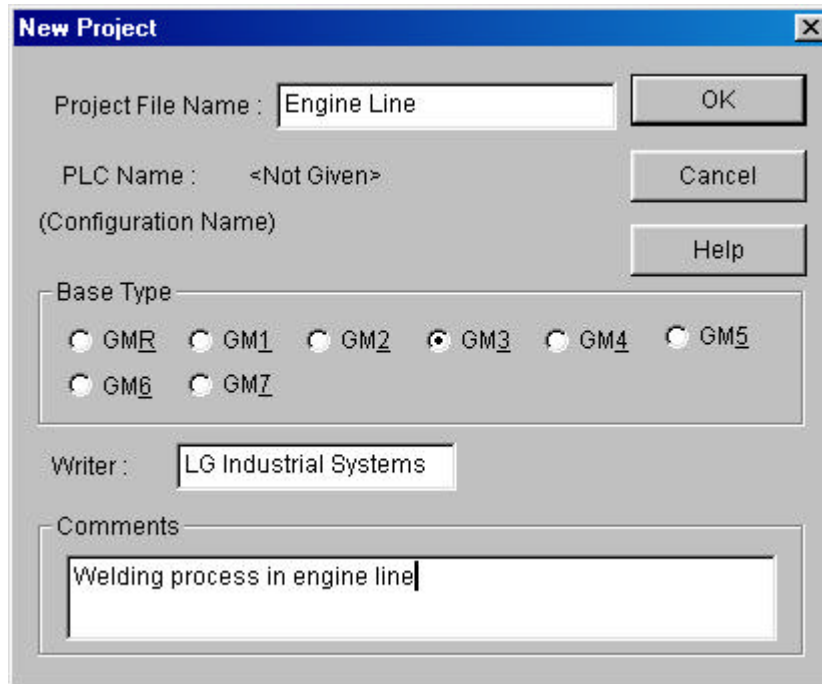 New Project
Project File Name : Engine Line
OK
PLC Name : <Not Given>
Cancel
(Configuration Name)
Help
Base Type
GMR GM1 GM2 GM3 GM4 GM5
GM6 GM7
Writer : LG Industrial Systems
Comments
Welding process in engine line